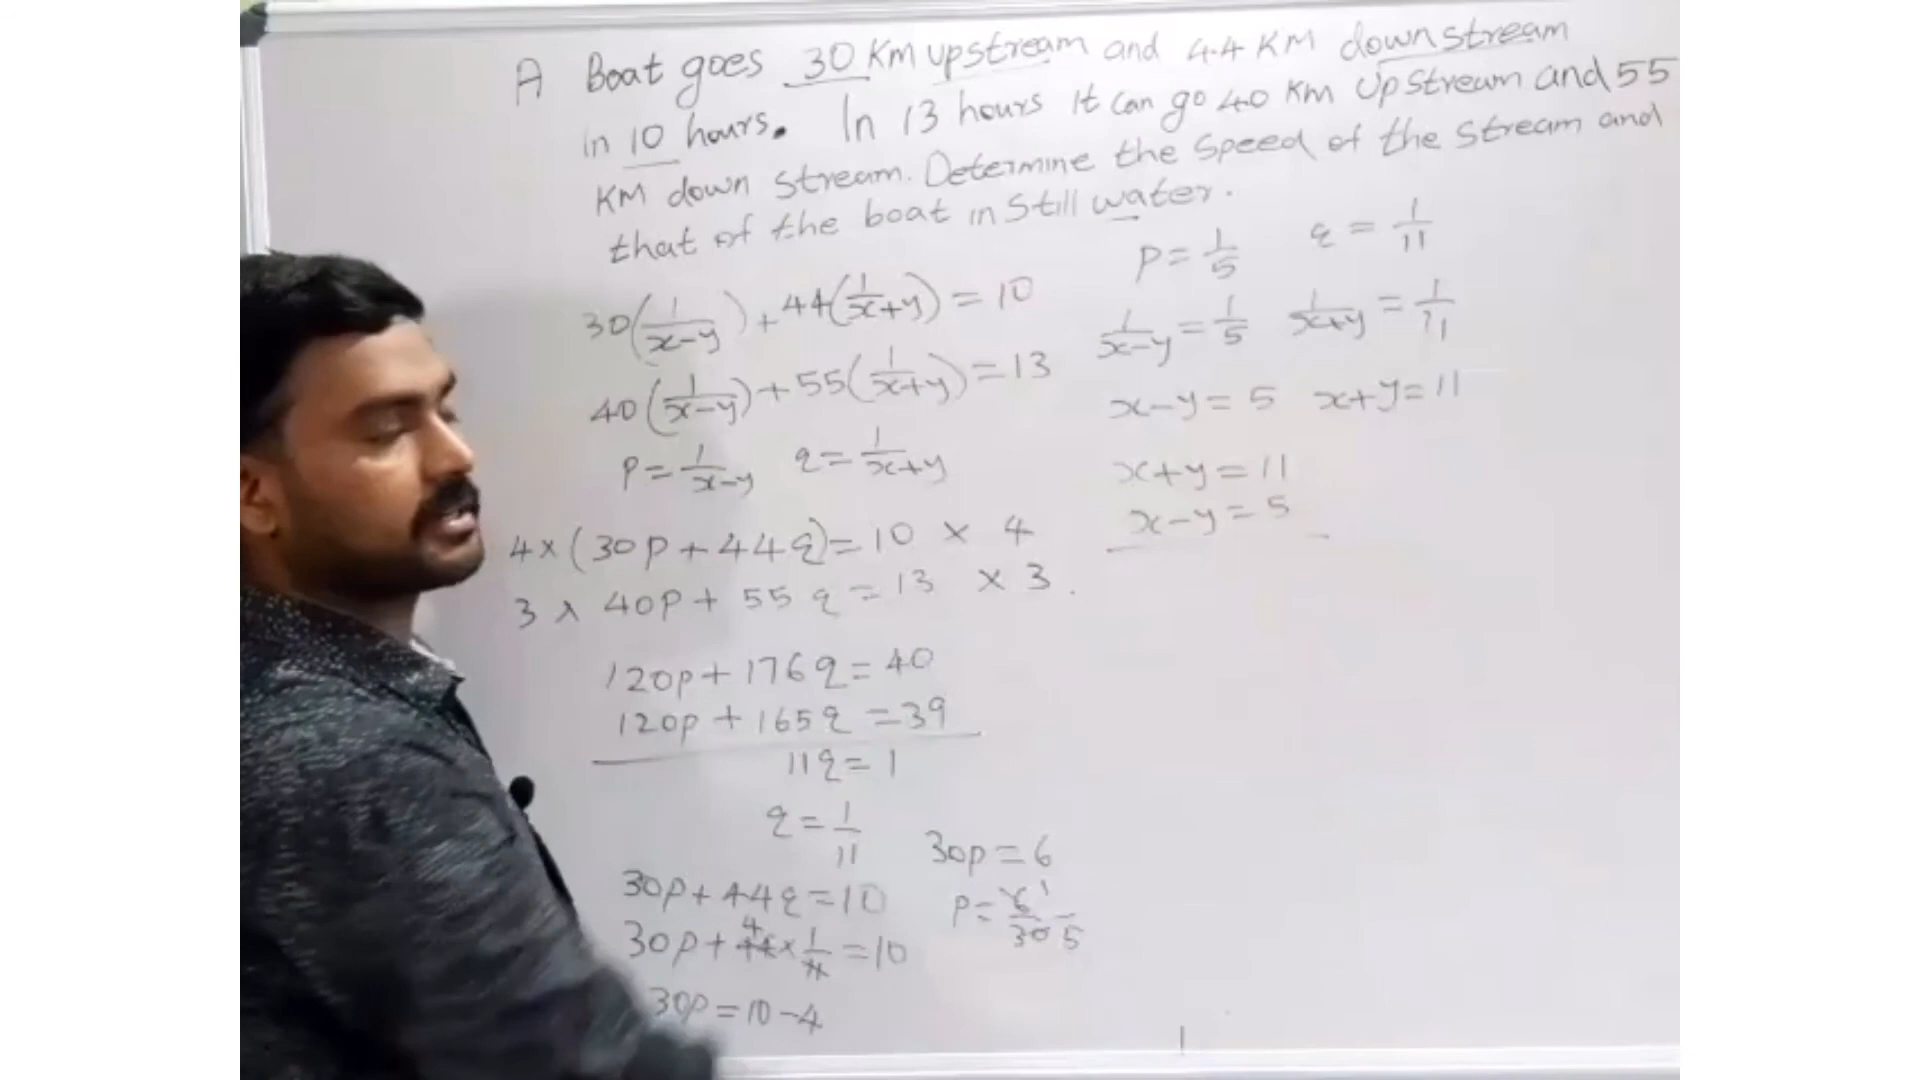 A Boat goes 30 Km upstream and 44 KM downstream
in 10 hours. In 13 hours it can go 40 KM Upstream and 55
KM down stream. Determine the speed of the stream and
that of the boat in still water.
30(1/x-y) + 44(1/x+y) = 10
40(1/x-y) + 55(1/x+y) = 13
p = 1/x-y q = 1/x+y
4 × (30p + 44q) = 10 × 4
3 × 40p + 55q = 13 × 3
120p + 176q = 40
120p + 165q = 39
11q = 1
q = 1/11
30p + 44q = 10
30p + 44 4 × 1/11 = 10
30p = 10 - 4
30p = 6
p = 6 1/30 5
p = 1/5 q = 1/11
1/x-y = 1/5 1/x+y = 1/11
x-y = 5 x+y = 11
x+y = 11
x-y = 5